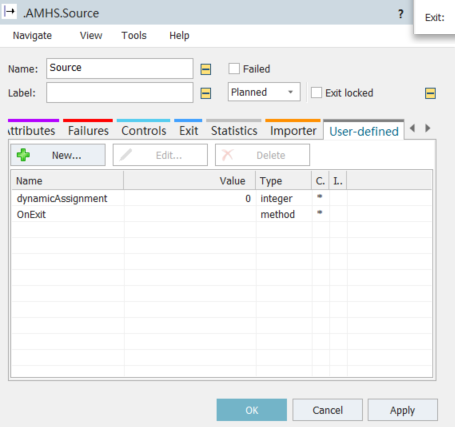 .AMHS.Source ?
Exit:
Navigate View Tools Help
Name: Source Failed
Label: Planned Exit locked
ttributes Failures Controls Exit Statistics Importer User-defined
New... Edit... Delete
Name Value Type C. I..
dynamicAssignment 0 integer *
OnExit method *
OK Cancel Apply